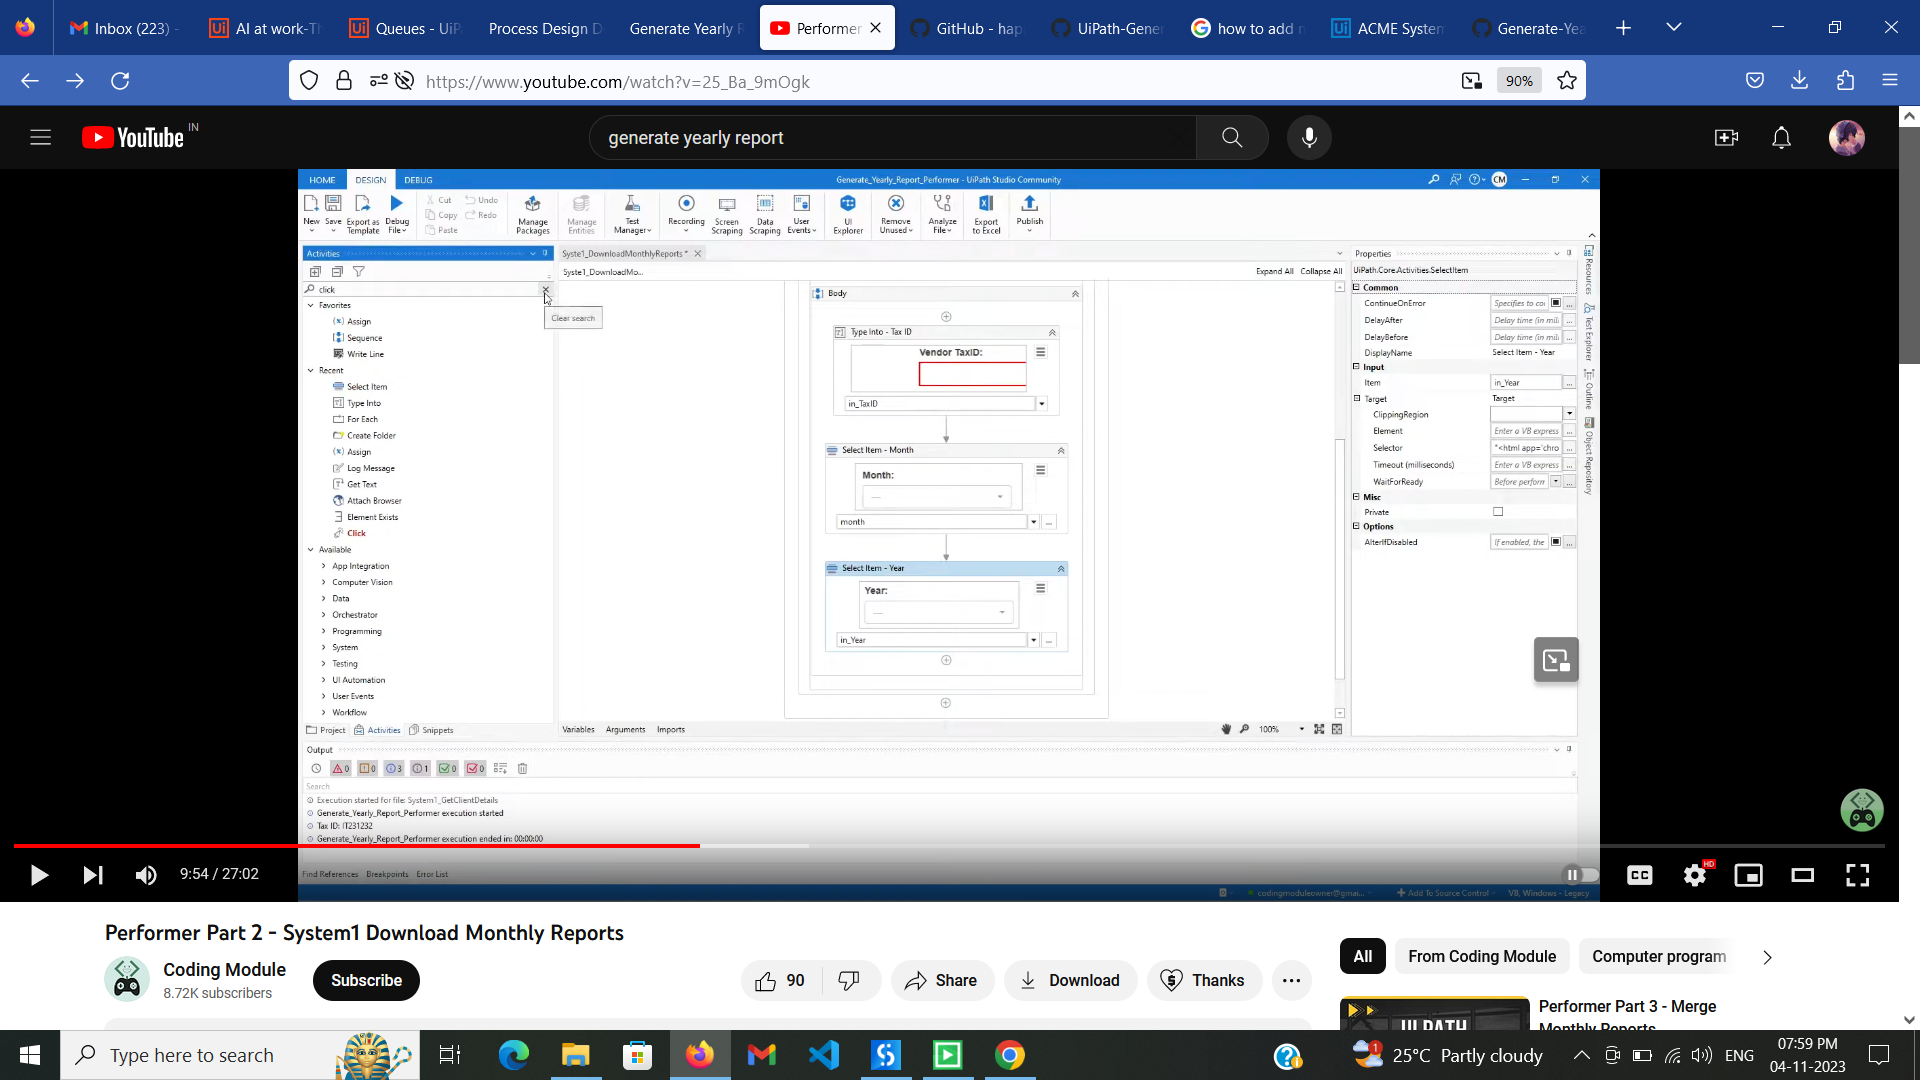 Inbox (223) -
AI at work-Th
Queues - UiP
Process Design D
Generate Yearly R
Performer
GitHub - hap
UiPath-Gener
how to add n
ACME System
Generate-Yea
https://www.youtube.com/watch?v=25_Ba_9mOgk
90%
YouTube IN
generate yearly report
HOME DESIGN DEBUG
Generate_Yearly_Report_Performer - UiPath Studio Community
CM
New
Save
Export as Template
Debug File
Cut
Copy
Paste
Undo
Redo
Manage Packages
Manage Entities
Test Manager
Recording
Screen Scraping
Data Scraping
User Events
UI Explorer
Remove Unused
Analyze File
Export to Excel
Publish
Activities
click
Clear search
Favorites
Assign
Sequence
Write Line
Recent
Select Item
Type Into
For Each
Create Folder
Assign
Log Message
Get Text
Attach Browser
Element Exists
Click
Available
App Integration
Computer Vision
Data
Orchestrator
Programming
System
Testing
UI Automation
User Events
Workflow
Project Activities Snippets
Syste1_DownloadMonthlyReports *
Syste1_DownloadMo...
Expand All Collapse All
Body
Type Into - Tax ID
Vendor TaxID:
in_TaxID
Select Item - Month
Month:
month
Select Item - Year
Year:
in_Year
Variables Arguments Imports
100%
Properties
UiPath.Core.Activities.SelectItem
Common
ContinueOnError Specifies to co
DelayAfter Delay time (in mil
DelayBefore Delay time (in mil
DisplayName Select Item - Year
Input
Item in_Year
Target Target
ClippingRegion
Element Enter a VB express
Selector "<html app='chro
Timeout (milliseconds) Enter a VB express
WaitForReady Before perform
Misc
Private
Options
AlterIfDisabled If enabled, the
Resources
Test Explorer
Outline
Object Repository
Output
0 0 3 1 0 0
Search
Execution started for file: System1_GetClientDetails
Generate_Yearly_Report_Performer execution started
Tax ID: IT231232
Generate_Yearly_Report_Performer execution ended in: 00:00:00
Find References Breakpoints Error List
codingmoduleowner@gmai...
Add To Source Control
VB, Windows - Legacy
9:54 / 27:02
CC
HD
Performer Part 2 - System1 Download Monthly Reports
Coding Module
8.72K subscribers
Subscribe
90
Share
Download
Thanks
All
From Coding Module
Computer program
Performer Part 3 - Merge
Monthly Reports
UI PATH
Type here to search
25°C Partly cloudy
ENG
07:59 PM
04-11-2023